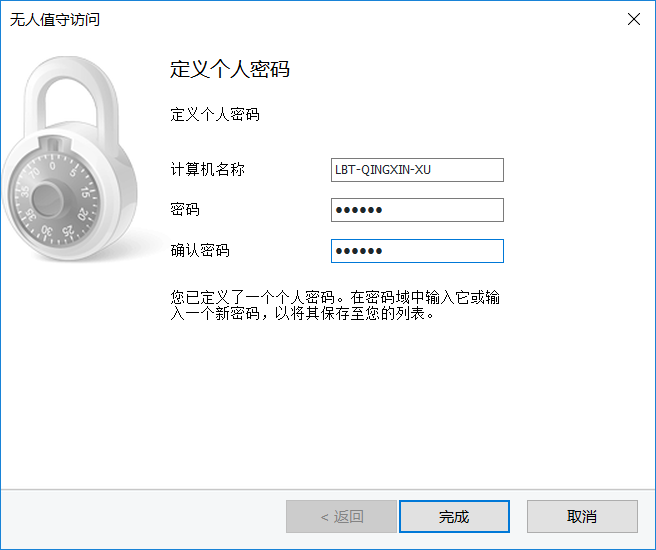 无人值守访问
定义个人密码
定义个人密码
计算机名称
LBT-QINGXIN-XU
密码
●●●●●●
确认密码
●●●●●●
您已定义了一个个人密码。在密码域中输入它或输
入一个新密码，以将其保存至您的列表。
< 返回
完成
取消